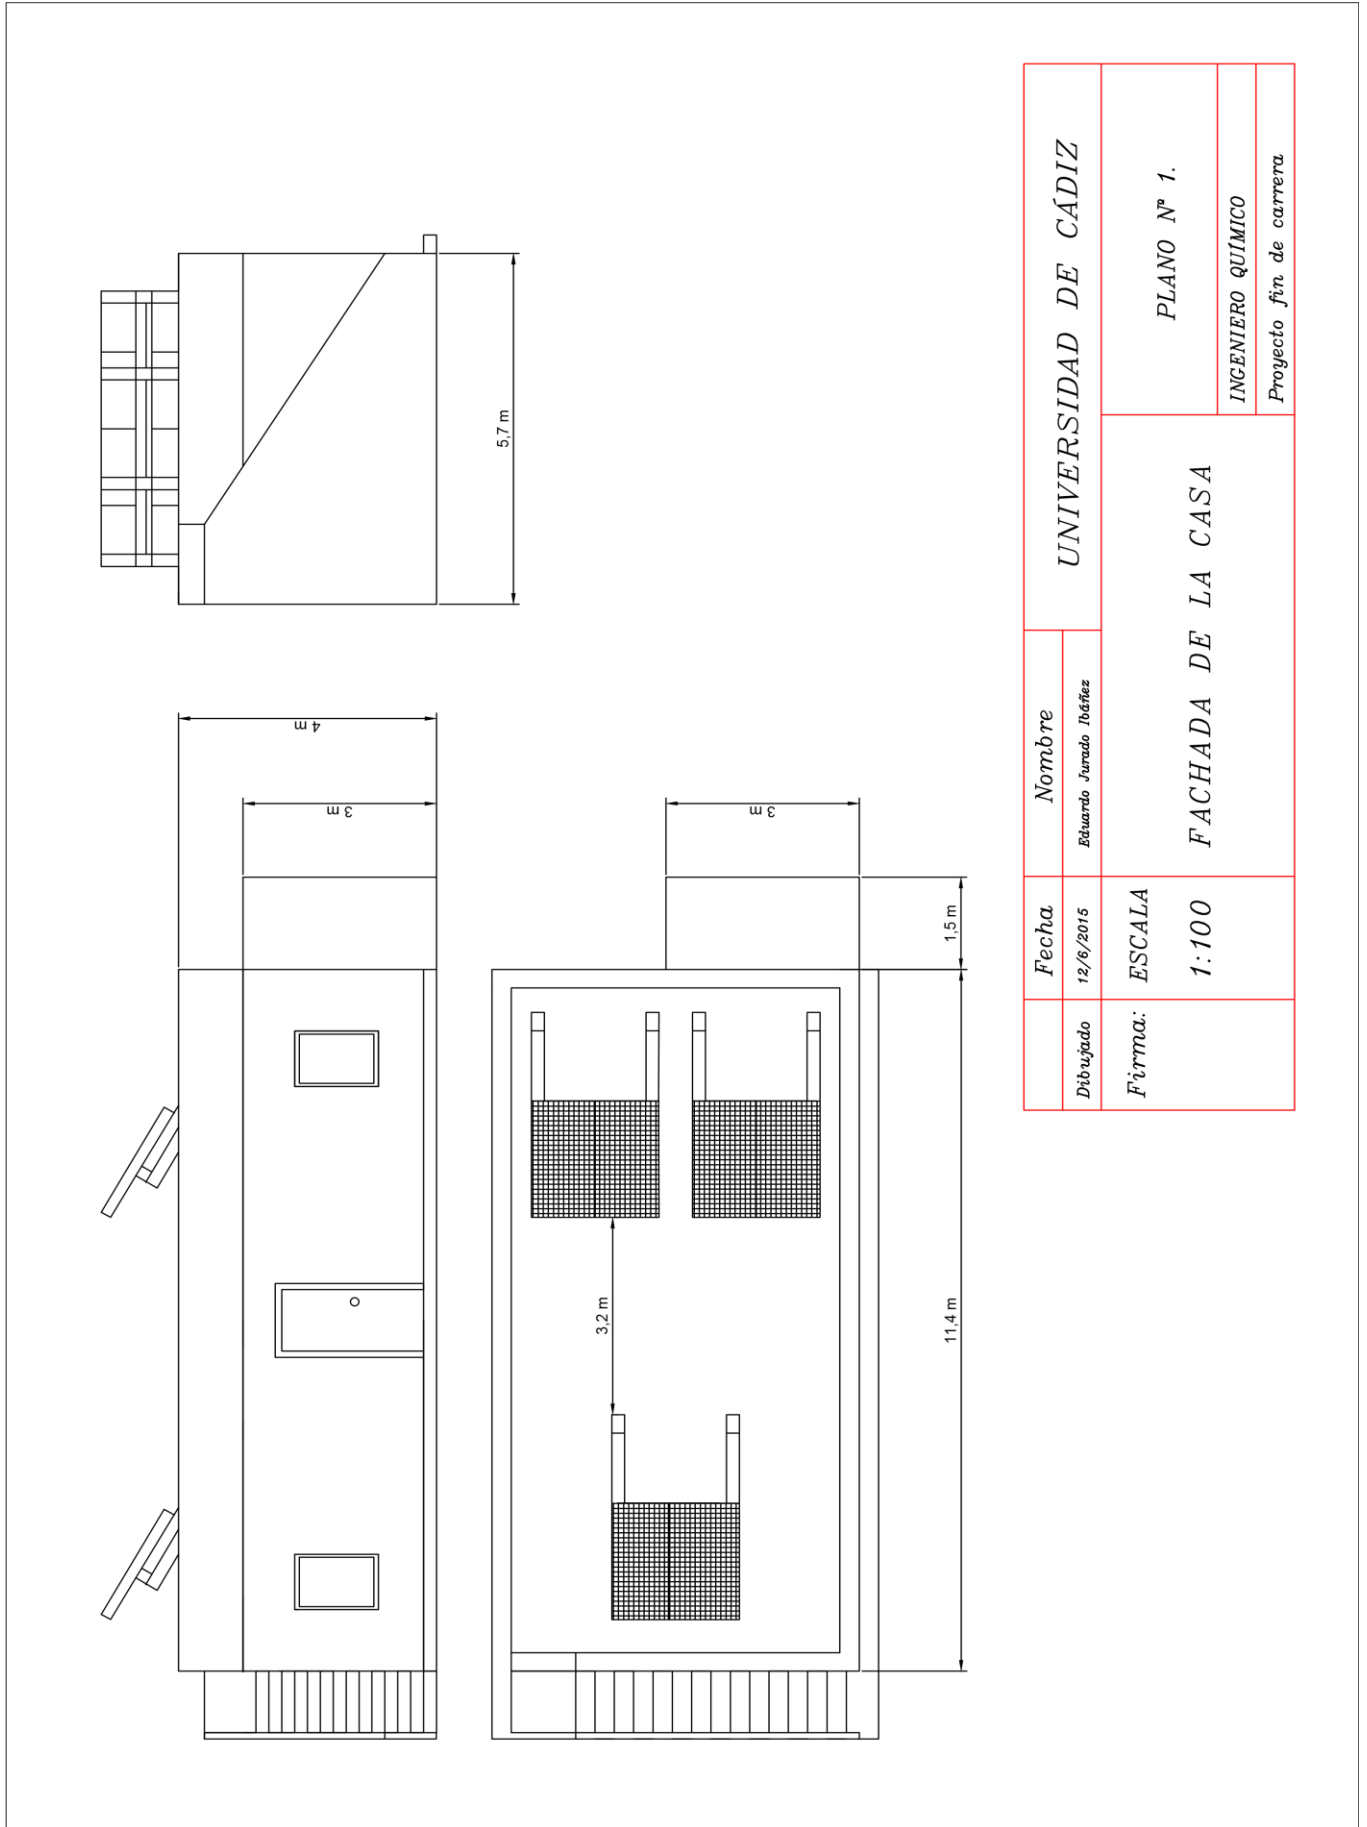 5,7 m
4 m
3 m
3 m
1,5 m
3,2 m
11,4 m
Fecha
Nombre
UNIVERSIDAD DE CÁDIZ
Dibujado
12/6/2015
Eduardo Jurado Ibáñez
Firma:
ESCALA
1:100
FACHADA DE LA CASA
PLANO Nº 1.
INGENIERO QUÍMICO
Proyecto fin de carrera